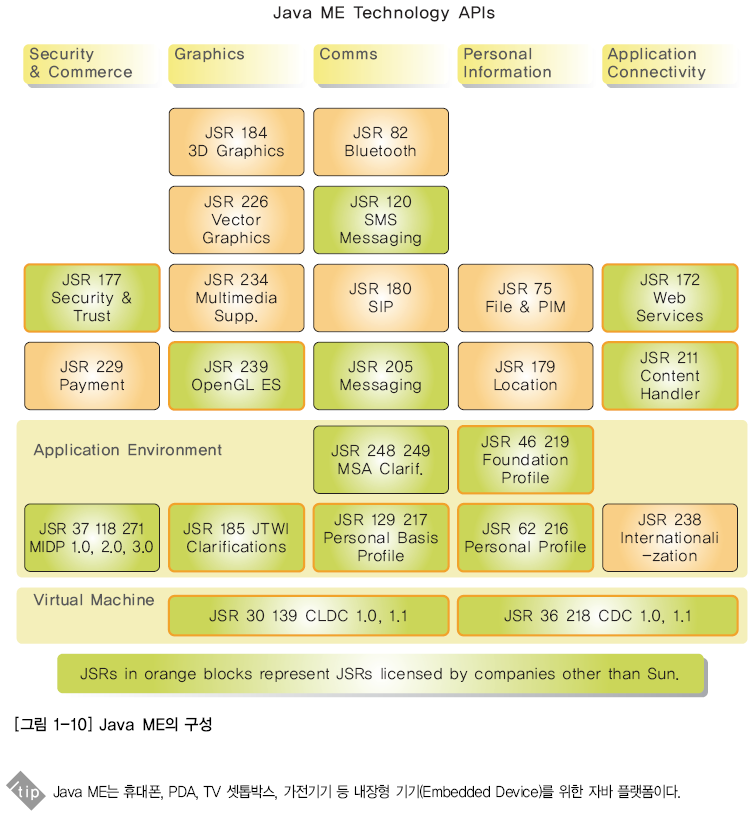 Java ME Technology APIs
Security
& Commerce
Graphics
Comms
Personal
Information
Application
Connectivity
JSR 184
3D Graphics
JSR 82
Bluetooth
JSR 226
Vector
Graphics
JSR 120
SMS
Messaging
JSR 177
Security &
Trust
JSR 234
Multimedia
Supp.
JSR 180
SIP
JSR 75
File & PIM
JSR 172
Web
Services
JSR 229
Payment
JSR 239
OpenGL ES
JSR 205
Messaging
JSR 179
Location
JSR 211
Content
Handler
Application Environment
JSR 248 249
MSA Clarif.
JSR 46 219
Foundation
Profile
JSR 37 118 271
MIDP 1.0, 2.0, 3.0
JSR 185 JTWI
Clarifications
JSR 129 217
Personal Basis
Profile
JSR 62 216
Personal Profile
JSR 238
Internationali
-zation
Virtual Machine
JSR 30 139 CLDC 1.0, 1.1
JSR 36 218 CDC 1.0, 1.1
JSRs in orange blocks represent JSRs licensed by companies other than Sun.
[그림 1-10] Java ME의 구성
tip Java ME는 휴대폰, PDA, TV 셋톱박스, 가전기기 등 내장형 기기(Embedded Device)를 위한 자바 플랫폼이다.